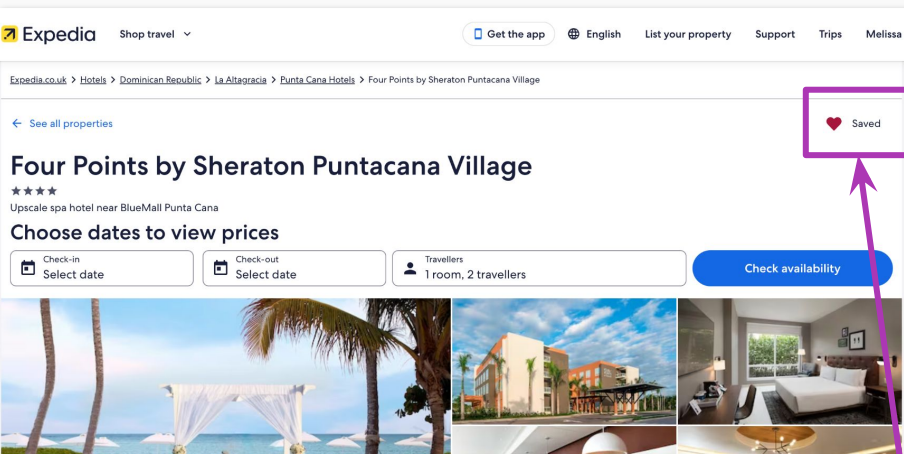 Expedia Shop travel Get the app English List your property Support Trips Melissa
Expedia.co.uk > Hotels > Dominican Republic > La Altagracia > Punta Cana Hotels > Four Points by Sheraton Puntacana Village
See all properties Saved
Four Points by Sheraton Puntacana Village
Upscale spa hotel near BlueMall Punta Cana
Choose dates to view prices
Check-in Check-out Travellers
Select date Select date 1 room, 2 travellers Check availability